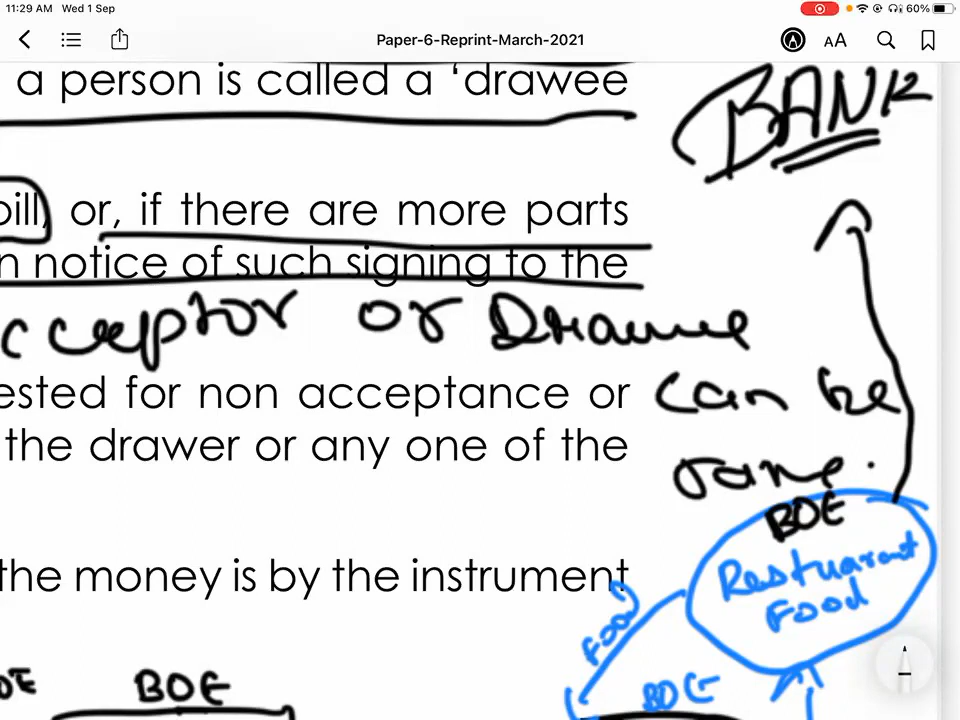 11:29 AM Wed 1 Sep
60%
Paper-6-Reprint-March-2021
AA
a person is called a ‘drawee
BANK
bill, or, if there are more parts
n notice of such signing to the
cceptor or Drawee
ested for non acceptance or
can be
the drawer or any one of the
same.
BOE
Restuarant
Food
the money is by the instrument
Food
BOE
BOE